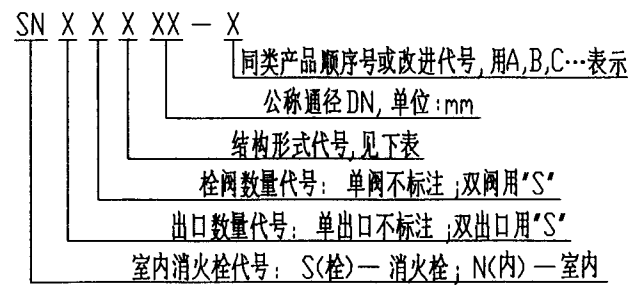 SN X X X XX - X
同类产品顺序号或改进代号,用A,B,C…表示
公称通径DN,单位:mm
结构形式代号,见下表
栓阀数量代号: 单阀不标注;双阀用"S"
出口数量代号: 单出口不标注;双出口用"S"
室内消火栓代号: S(栓)— 消火栓; N(内)—室内